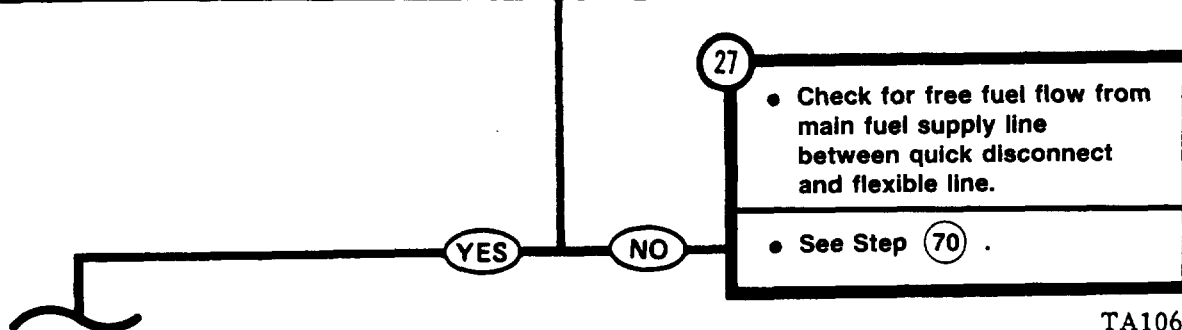 27
• Check for free fuel flow from
main fuel supply line
between quick disconnect
and flexible line.
YES
NO
• See Step 70 .
TA106